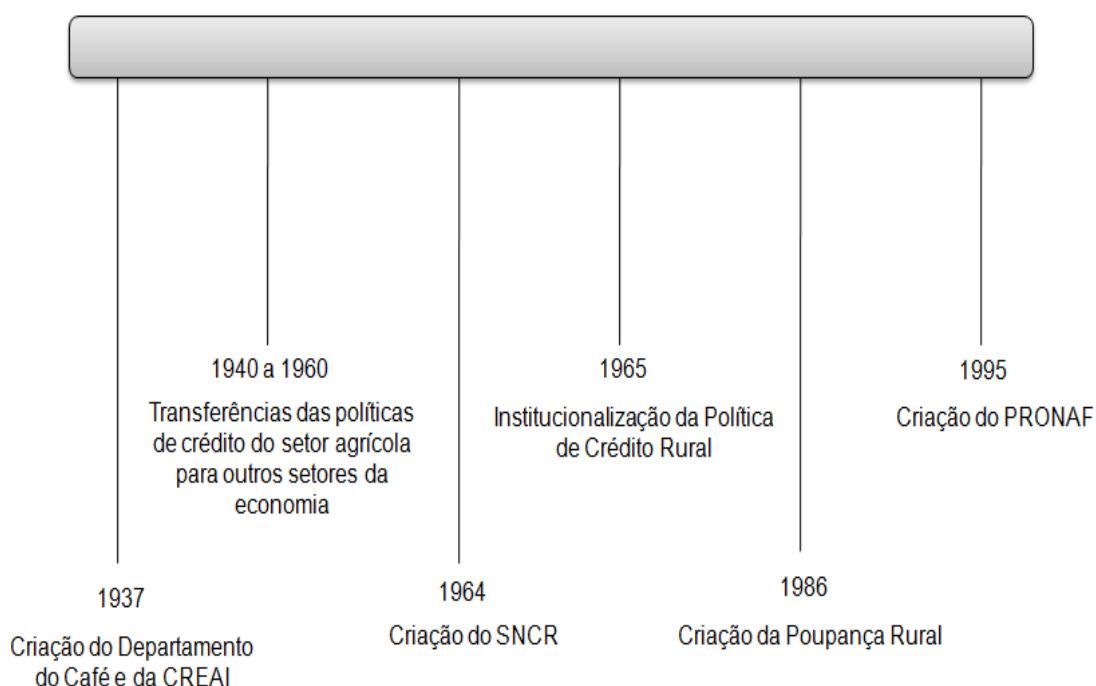 1937
Criação do Departamento
do Café e da CREAI
1940 a 1960
Transferências das políticas
de crédito do setor agrícola
para outros setores da
economia
1964
Criação do SNCR
1965
Institucionalização da Política
de Crédito Rural
1986
Criação da Poupança Rural
1995
Criação do PRONAF